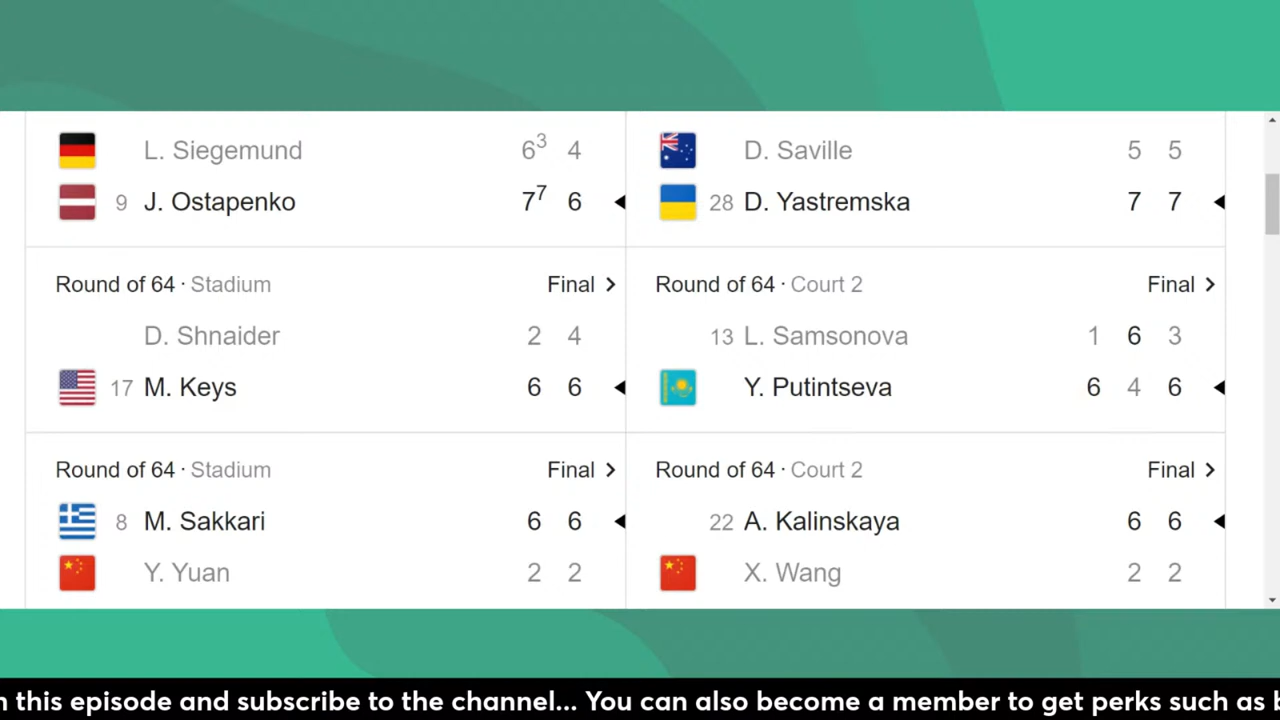 L. Siegemund 6³ 4
9 J. Ostapenko 7⁷ 6
D. Saville 5 5
28 D. Yastremska 7 7
Round of 64 · Stadium Final
D. Shnaider 2 4
17 M. Keys 6 6
Round of 64 · Court 2 Final
13 L. Samsonova 1 6 3
Y. Putintseva 6 4 6
Round of 64 · Stadium Final
8 M. Sakkari 6 6
Y. Yuan 2 2
Round of 64 · Court 2 Final
22 A. Kalinskaya 6 6
X. Wang 2 2
this episode and subscribe to the channel... You can also become a member to get perks such as